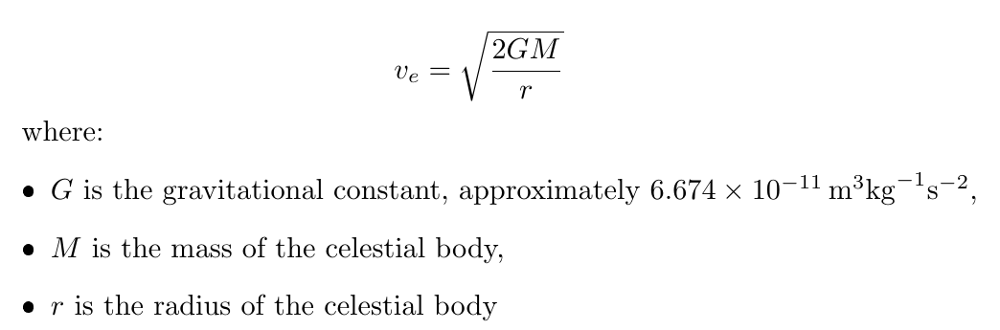 $v_e = \sqrt{\frac{2GM}{r}}$
where:
• $G$ is the gravitational constant, approximately $6.674 \times 10^{-11}\,\mathrm{m^3 kg^{-1} s^{-2}}$,
• $M$ is the mass of the celestial body,
• $r$ is the radius of the celestial body